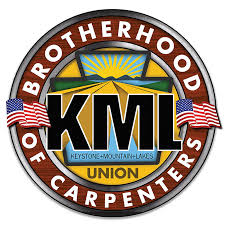 BROTHERHOOD
KML
KEYSTONE+MOUNTAIN+LAKES
UNION
OF CARPENTERS